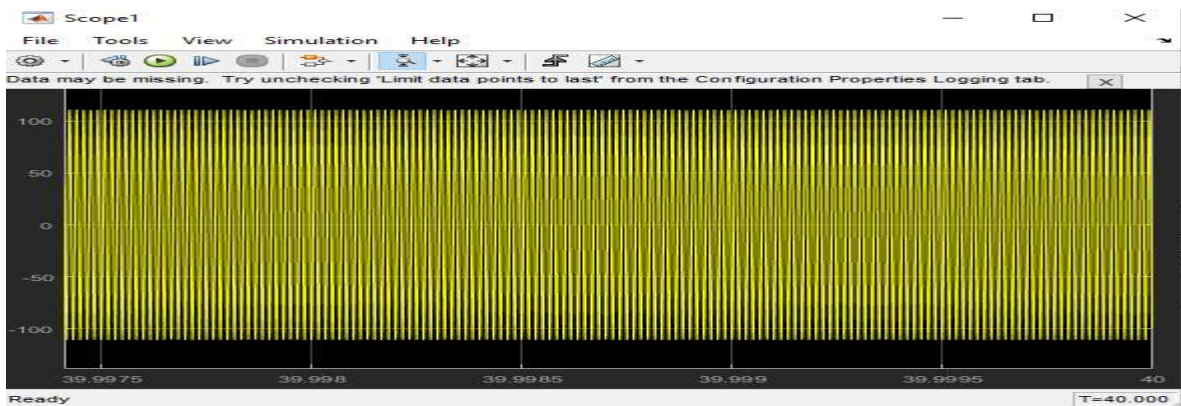 Scope1
File Tools View Simulation Help
Data may be missing. Try unchecking 'Limit data points to last' from the Configuration Properties Logging tab.
100
50
0
-50
-100
39.9975 39.998 39.9985 39.999 39.9995 40
Ready T=40.000